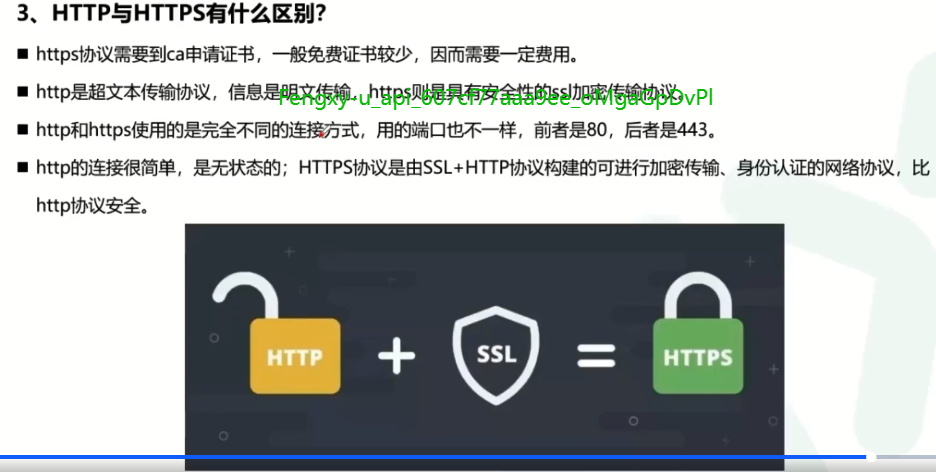 3、HTTP与HTTPS有什么区别？
■ https协议需要到ca申请证书，一般免费证书较少，因而需要一定费用。
■ http是超文本传输协议，信息是明文传输，https则是具有安全性的ssl加密传输协议。
■ http和https使用的是完全不同的连接方式，用的端口也不一样，前者是80，后者是443。
■ http的连接很简单，是无状态的；HTTPS协议是由SSL+HTTP协议构建的可进行加密传输、身份认证的网络协议，比
http协议安全。
HTTP + SSL = HTTPS